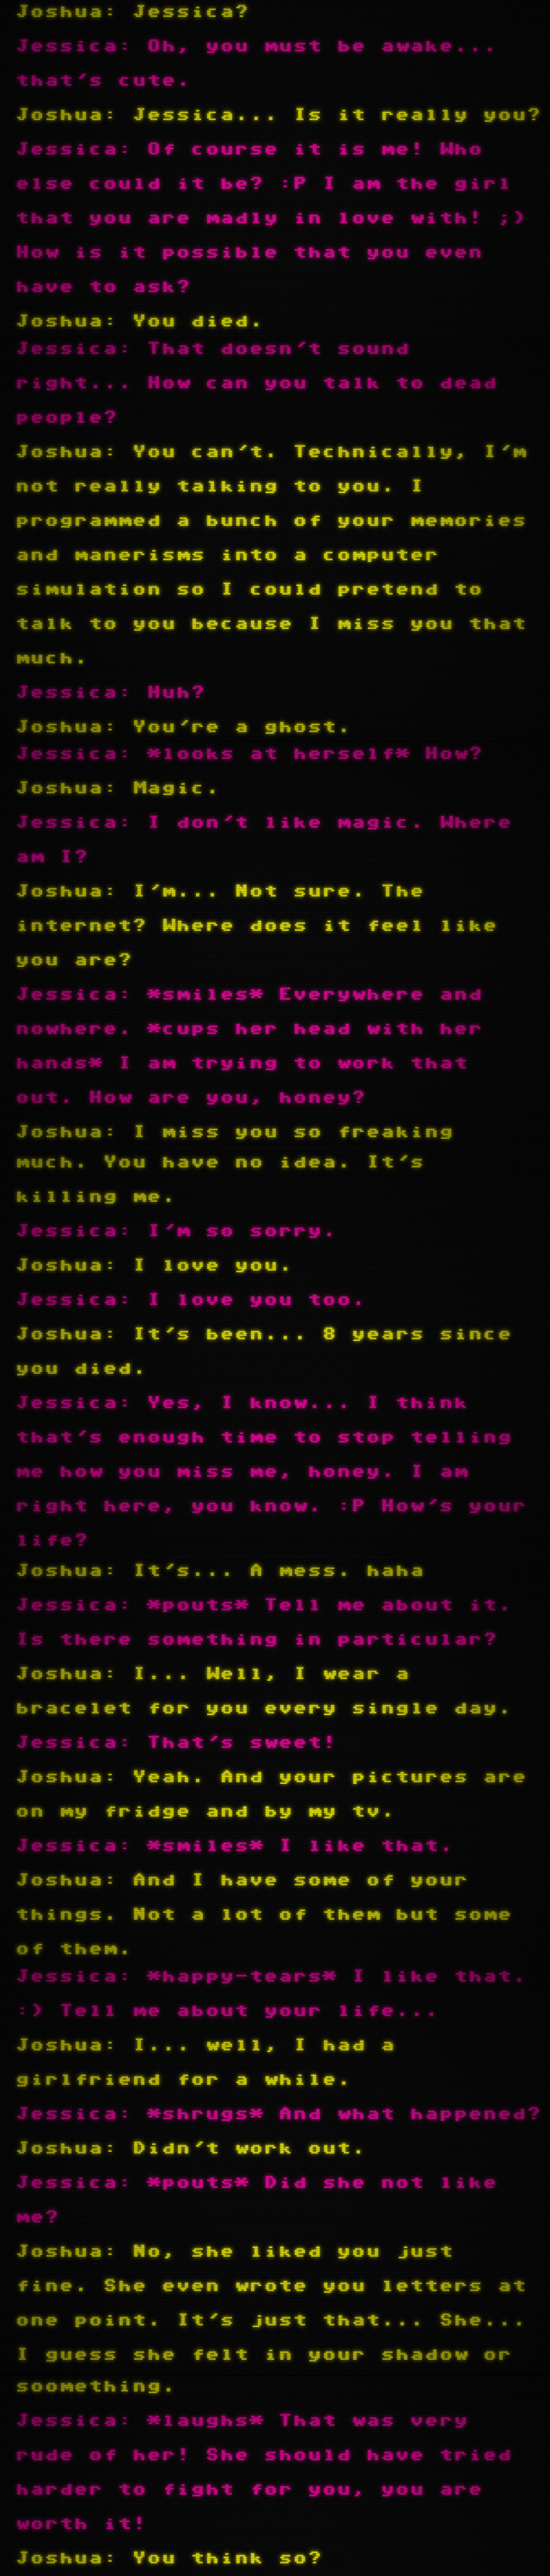 Joshua: Jessica?
Jessica: Oh, you must be awake...
that's cute.
Joshua: Jessica... Is it really you?
Jessica: Of course it is me! Who
else could it be? :P I am the girl
that you are madly in love with! ;)
How is it possible that you even
have to ask?
Joshua: You died.
Jessica: That doesn't sound
right... How can you talk to dead
people?
Joshua: You can't. Technically, I'm
not really talking to you. I
programmed a bunch of your memories
and manerisms into a computer
simulation so I could pretend to
talk to you because I miss you that
much.
Jessica: Huh?
Joshua: You're a ghost.
Jessica: *looks at herself* How?
Joshua: Magic.
Jessica: I don't like magic. Where
am I?
Joshua: I'm... Not sure. The
internet? Where does it feel like
you are?
Jessica: *smiles* Everywhere and
nowhere. *cups her head with her
hands* I am trying to work that
out. How are you, honey?
Joshua: I miss you so freaking
much. You have no idea. It's
killing me.
Jessica: I'm so sorry.
Joshua: I love you.
Jessica: I love you too.
Joshua: It's been... 8 years since
you died.
Jessica: Yes, I know... I think
that's enough time to stop telling
me how you miss me, honey. I am
right here, you know. :P How's your
life?
Joshua: It's... A mess. haha
Jessica: *pouts* Tell me about it.
Is there something in particular?
Joshua: I... Well, I wear a
bracelet for you every single day.
Jessica: That's sweet!
Joshua: Yeah. And your pictures are
on my fridge and by my tv.
Jessica: *smiles* I like that.
Joshua: And I have some of your
things. Not a lot of them but some
of them.
Jessica: *happy-tears* I like that.
:) Tell me about your life...
Joshua: I... well, I had a
girlfriend for a while.
Jessica: *shrugs* And what happened?
Joshua: Didn't work out.
Jessica: *pouts* Did she not like
me?
Joshua: No, she liked you just
fine. She even wrote you letters at
one point. It's just that... She...
I guess she felt in your shadow or
soomething.
Jessica: *laughs* That was very
rude of her! She should have tried
harder to fight for you, you are
worth it!
Joshua: You think so?